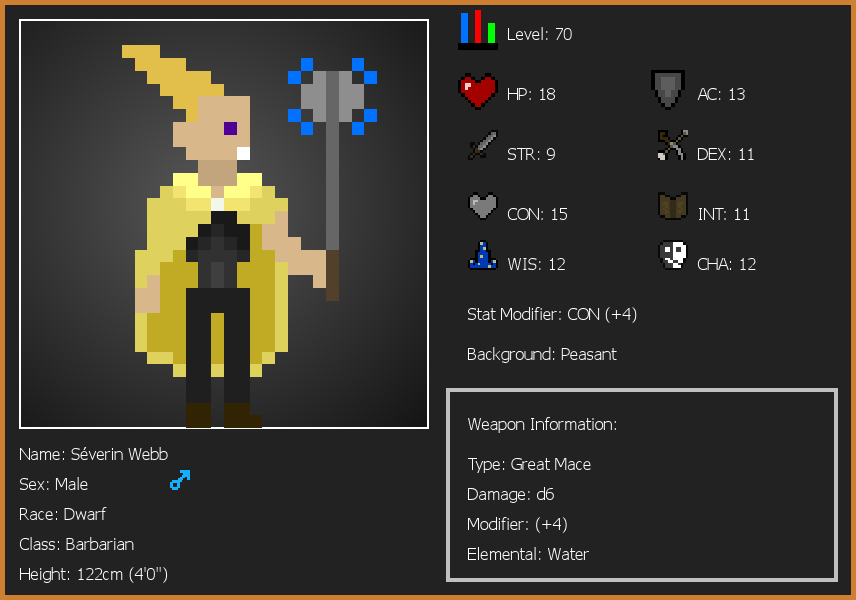 Level: 70
HP: 18
AC: 13
STR: 9
DEX: 11
CON: 15
INT: 11
WIS: 12
CHA: 12
Stat Modifier: CON (+4)
Background: Peasant
Weapon Information:
Type: Great Mace
Damage: d6
Modifier: (+4)
Elemental: Water
Name: Séverin Webb
Sex: Male
Race: Dwarf
Class: Barbarian
Height: 122cm (4'0")